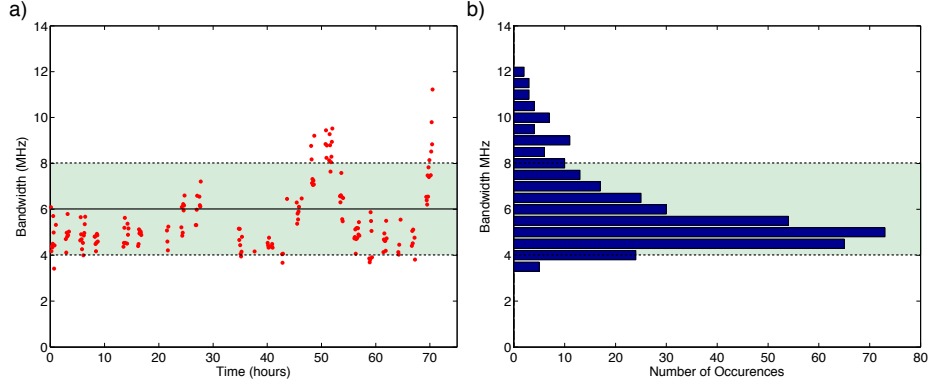 a)
14
12
10
8
6
4
2
0
Bandwidth (MHz)
0 10 20 30 40 50 60 70
Time (hours)
b)
14
12
10
8
6
4
2
0
Bandwidth MHz
0 10 20 30 40 50 60 70 80
Number of Occurences